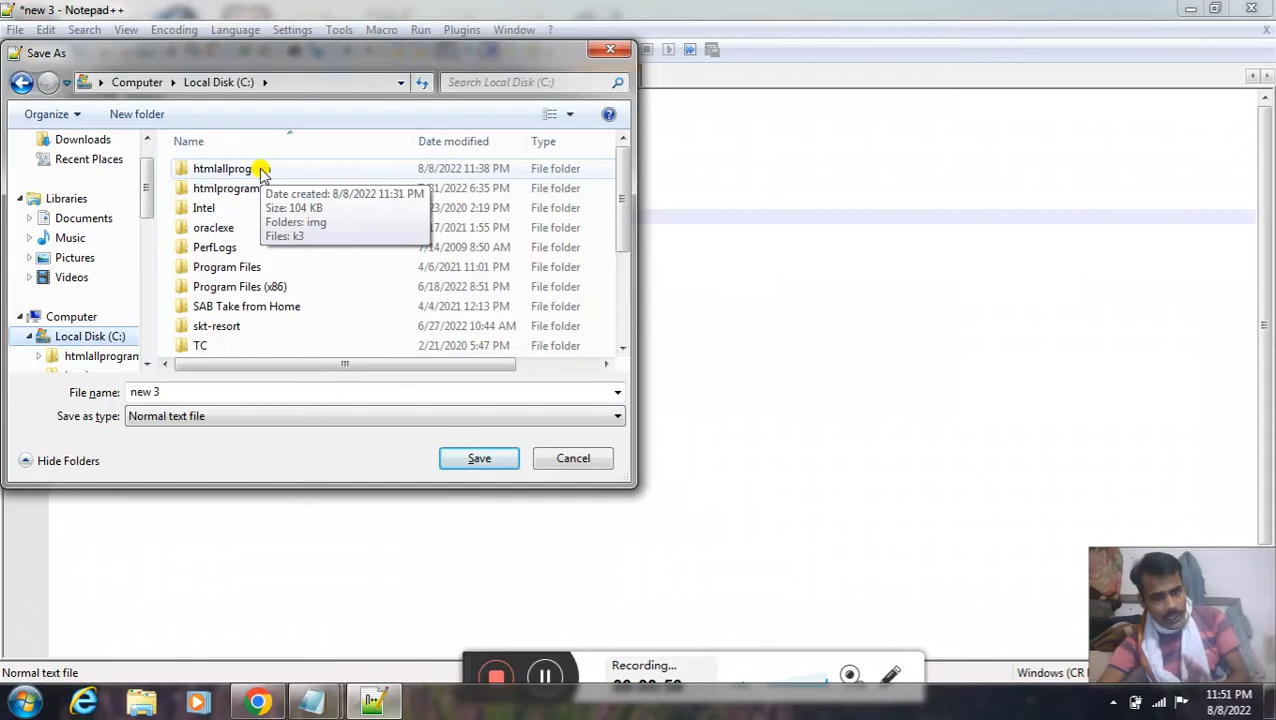 *new 3 - Notepad++
File Edit Search View Encoding Language Settings Tools Macro Run Plugins Window ? X
Save As
Computer Local Disk (C:) Search Local Disk (C:)
Organize New folder
Name Date modified Type
Downloads
Recent Places
Libraries
Documents
Music
Pictures
Videos
Computer
Local Disk (C:)
htmlallprogram
8/8/2022 11:38 PM File folder
htmlprogram File folder
Intel 2:19 PM File folder
oraclexe 1:55 PM File folder
PerfLogs 8:50 AM File folder
Program Files 4/6/2021 11:01 PM File folder
Program Files (x86) 6/18/2022 8:51 PM File folder
SAB Take from Home 4/4/2021 12:13 PM File folder
skt-resort 6/27/2022 10:44 AM File folder
TC 2/21/2020 5:47 PM File folder
Date created: 8/8/2022 11:31 PM
Size: 104 KB
Folders: img
Files: k3
File name: new 3
Save as type: Normal text file
Hide Folders Save Cancel
Recording...
Normal text file Windows (CR
11:51 PM
8/8/2022